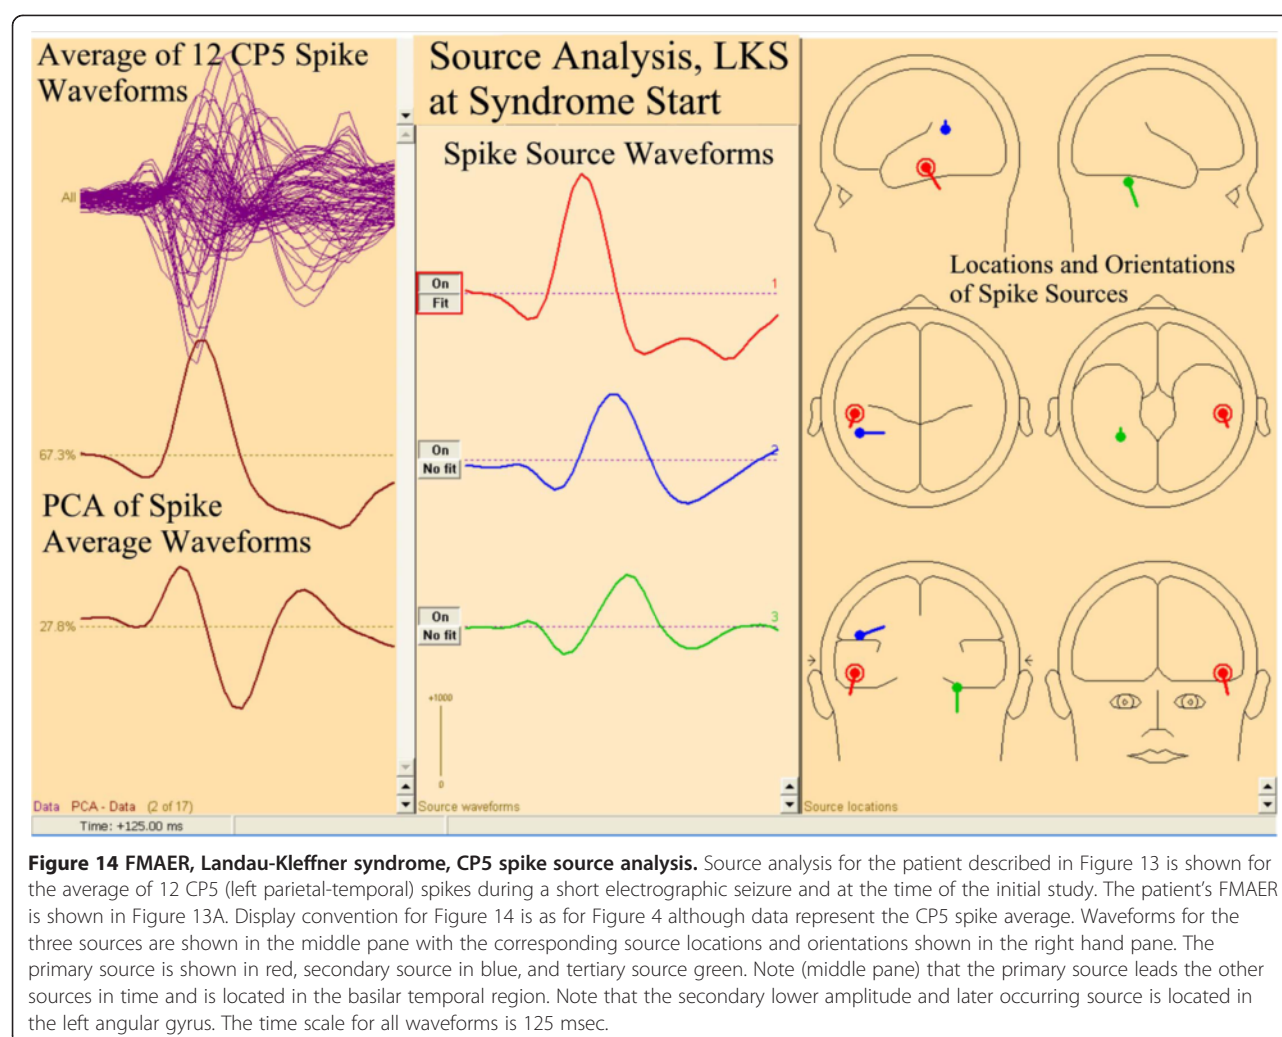 Average of 12 CP5 Spike
Waveforms
All
67.3%
PCA of Spike
Average Waveforms
27.8%
Data PCA - Data (2 of 17)
Time: +125.00 ms
Source Analysis, LKS
at Syndrome Start
Spike Source Waveforms
On
Fit
1
On
No fit
2
On
No fit
3
+1000
0
Source waveforms
Locations and Orientations
of Spike Sources
Source locations
Figure 14 FMAER, Landau-Kleffner syndrome, CP5 spike source analysis. Source analysis for the patient described in Figure 13 is shown for
the average of 12 CP5 (left parietal-temporal) spikes during a short electrographic seizure and at the time of the initial study. The patient's FMAER
is shown in Figure 13A. Display convention for Figure 14 is as for Figure 4 although data represent the CP5 spike average. Waveforms for the
three sources are shown in the middle pane with the corresponding source locations and orientations shown in the right hand pane. The
primary source is shown in red, secondary source in blue, and tertiary source green. Note (middle pane) that the primary source leads the other
sources in time and is located in the basilar temporal region. Note that the secondary lower amplitude and later occurring source is located in
the left angular gyrus. The time scale for all waveforms is 125 msec.